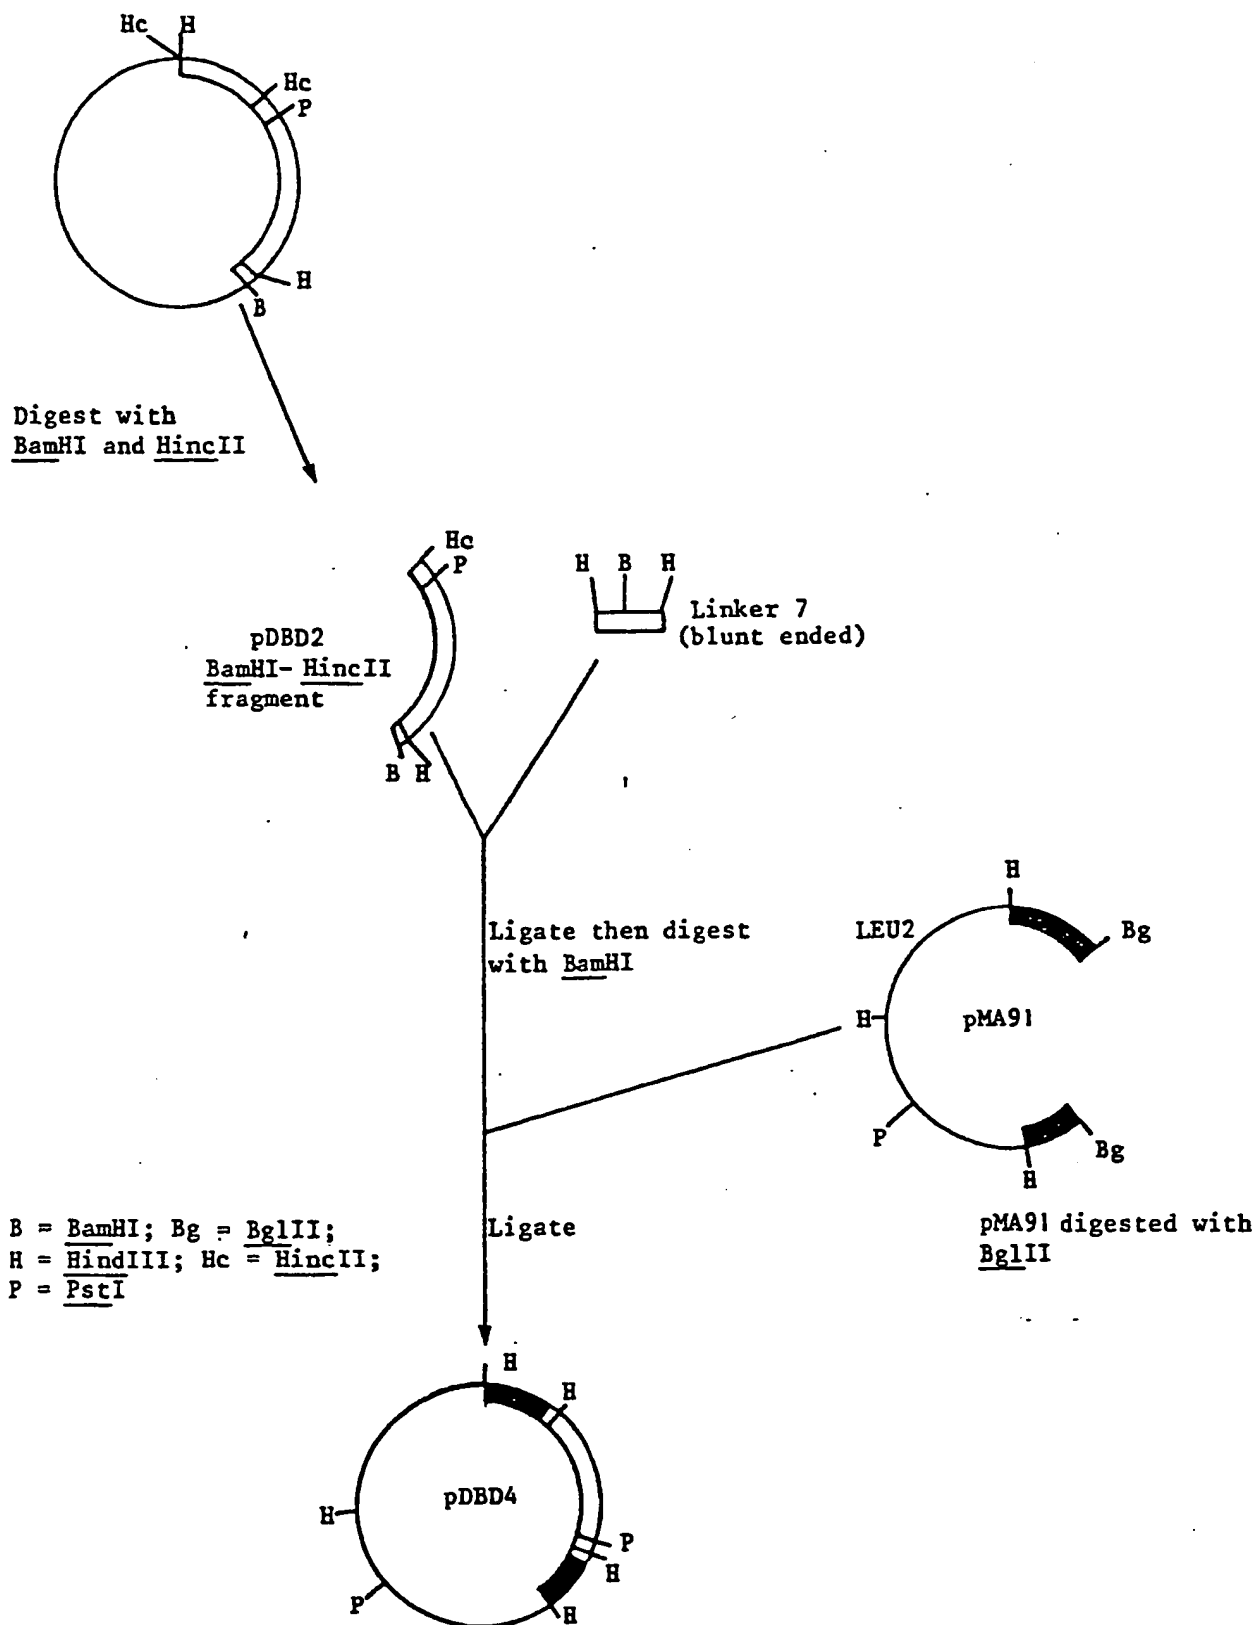 Hc H
Hc
P
H
B
Digest with
BamHI and HincII
Hc
P
pDBD2
BamHI- HincII
fragment
B H
H B H
Linker 7
(blunt ended)
Ligate then digest
with BamHI
H
LEU2
Bg
H
pMA91
P
Bg
H
pMA91 digested with
BglII
B = BamHI; Bg = BglII;
H = HindIII; Hc = HincII;
P = PstI
Ligate
H
H
pDBD4
H
P
H
P
H